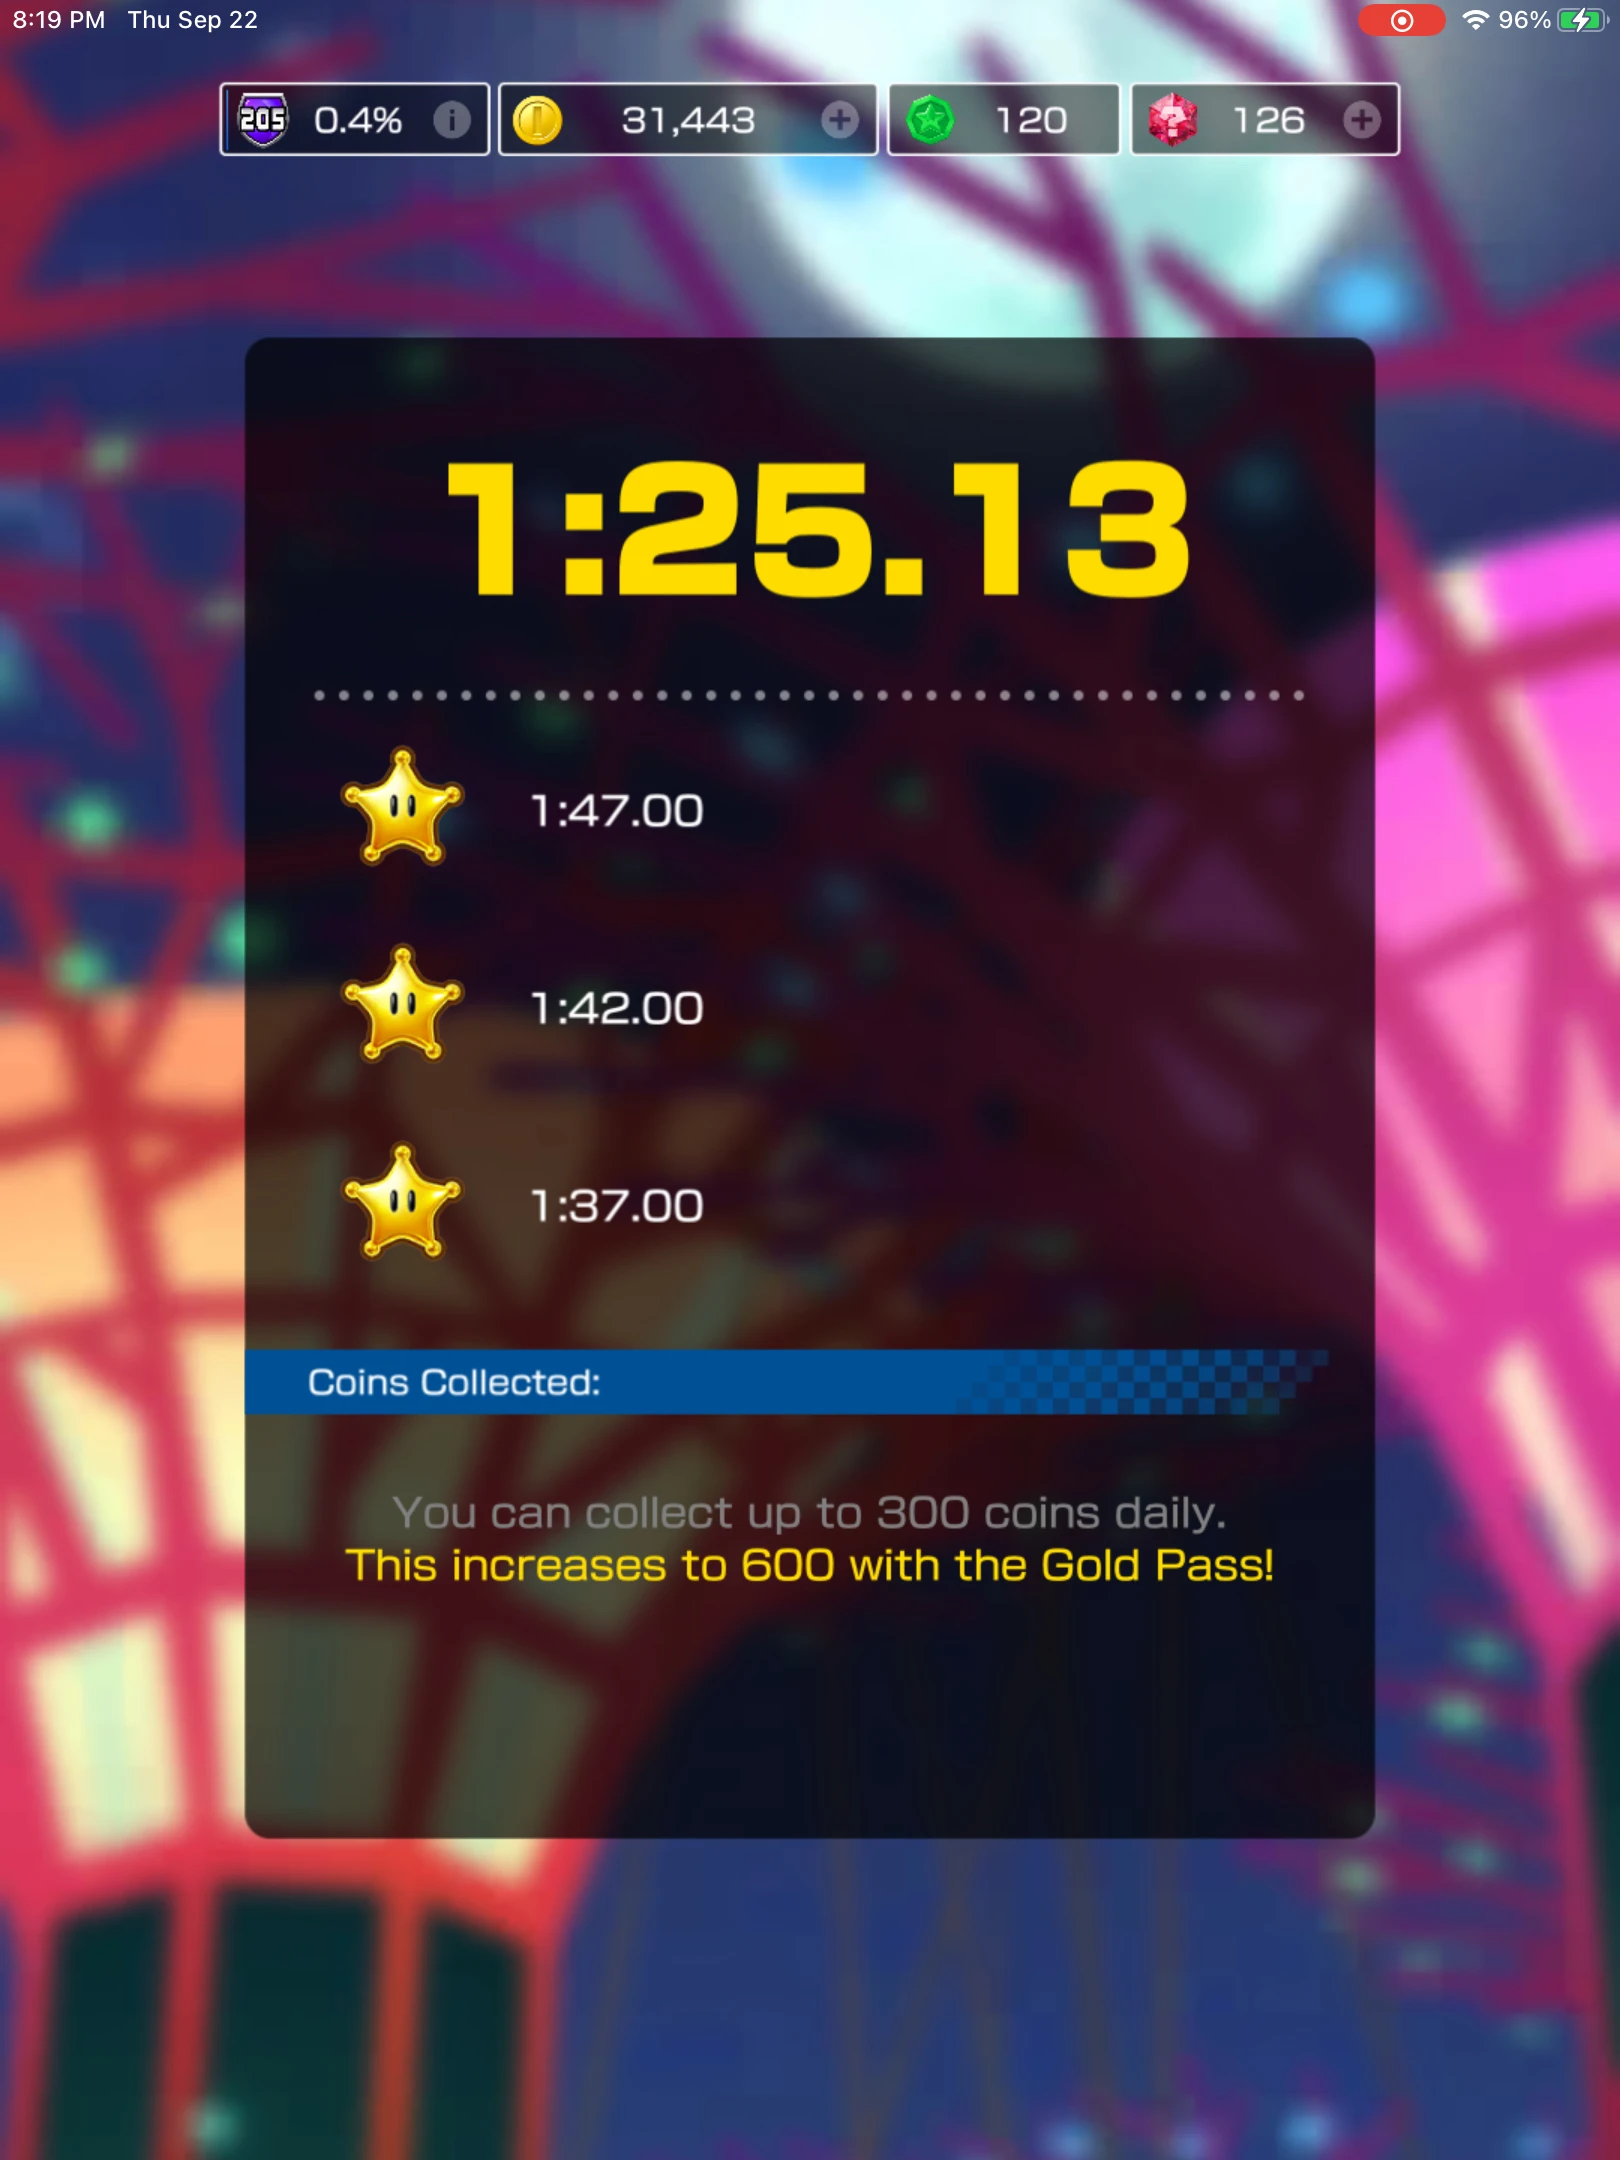 8:19 PM Thu Sep 22 96%
205 0.4% i 31,443 + 120 ? 126 +
1:25.13
1:47.00
1:42.00
1:37.00
Coins Collected:
You can collect up to 300 coins daily.
This increases to 600 with the Gold Pass!